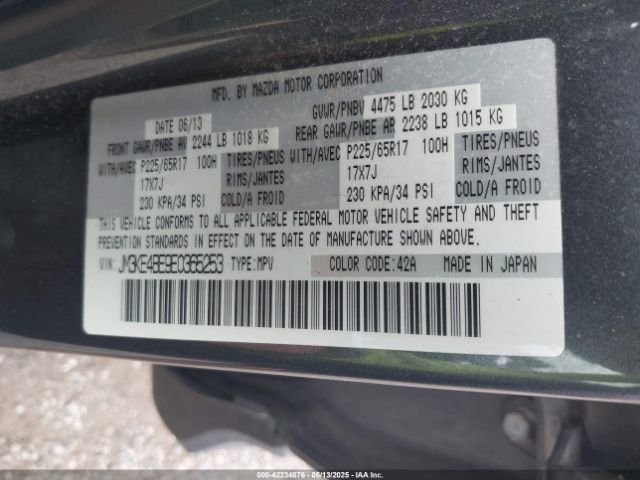 MFD. BY MAZDA MOTOR CORPORATION
DATE 06/13 GVWR/PNBV 4475 LB 2030 KG
FRONT GAWR/PNBE AV 2244 LB 1018 KG REAR GAWR/PNBE AR 2238 LB 1015 KG
WITH/AVEC P225/65R17 100H TIRES/PNEUS WITH/AVEC P225/65R17 100H TIRES/PNEUS
17X7J RIMS/JANTES 17X7J RIMS/JANTES
230 KPA/34 PSI COLD/A FROID 230 KPA/34 PSI COLD/A FROID
THIS VEHICLE CONFORMS TO ALL APPLICABLE FEDERAL MOTOR VEHICLE SAFETY AND THEFT
PREVENTION STANDARDS IN EFFECT ON THE DATE OF MANUFACTURE SHOWN ABOVE.
VIN: JM3KE4BE9E0365253 TYPE:MPV COLOR CODE:42A MADE IN JAPAN
000-42234876 | 05/13/2025 - IAAI.COM